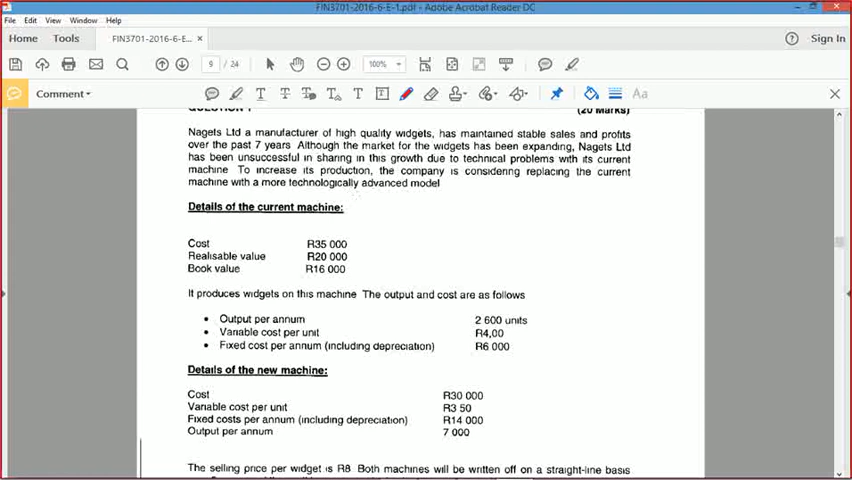 FIN3701-2016-6-E-1.pdf - Adobe Acrobat Reader DC
File Edit View Window Help
Home Tools FIN3701-2016-6-E... × Sign In
9 / 24 100%
Comment
(20 Marks)
Nagets Ltd a manufacturer of high quality widgets, has maintained stable sales and profits
over the past 7 years Although the market for the widgets has been expanding, Nagets Ltd
has been unsuccessful in sharing in this growth due to technical problems with its current
machine To increase its production, the company is considering replacing the current
machine with a more technologically advanced model
Details of the current machine:
Cost R35 000
Realisable value R20 000
Book value R16 000
It produces widgets on this machine The output and cost are as follows
• Output per annum 2 600 units
• Variable cost per unit R4,00
• Fixed cost per annum (including depreciation) R6 000
Details of the new machine:
Cost R30 000
Variable cost per unit R3 50
Fixed costs per annum (including depreciation) R14 000
Output per annum 7 000
The selling price per widget is R8 Both machines will be written off on a straight-line basis